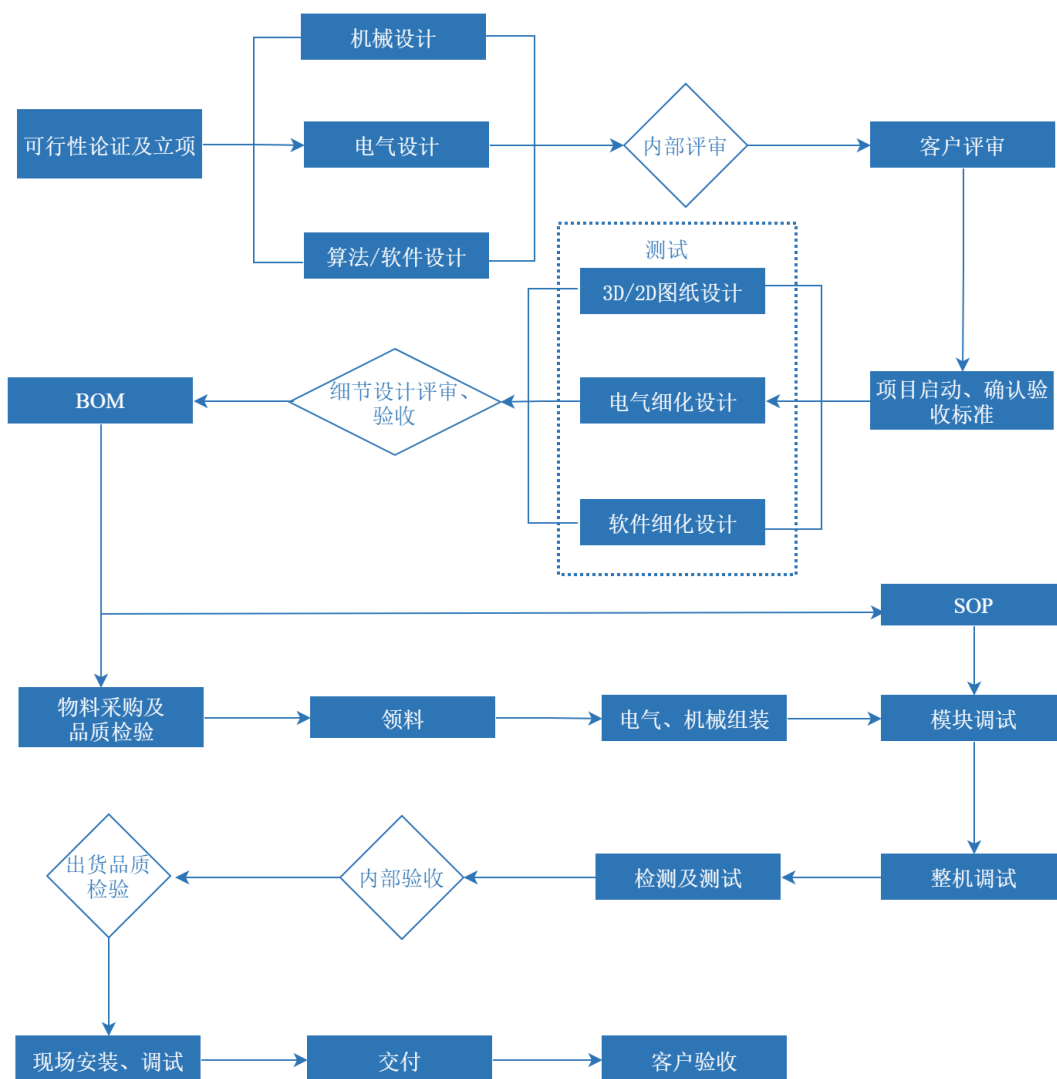 机械设计
可行性论证及立项
电气设计
内部评审
客户评审
算法/软件设计
测试
3D/2D图纸设计
BOM
细节设计评审、
验收
电气细化设计
项目启动、确认验
收标准
软件细化设计
SOP
物料采购及
品质检验
领料
电气、机械组装
模块调试
出货品质
检验
内部验收
检测及测试
整机调试
现场安装、调试
交付
客户验收